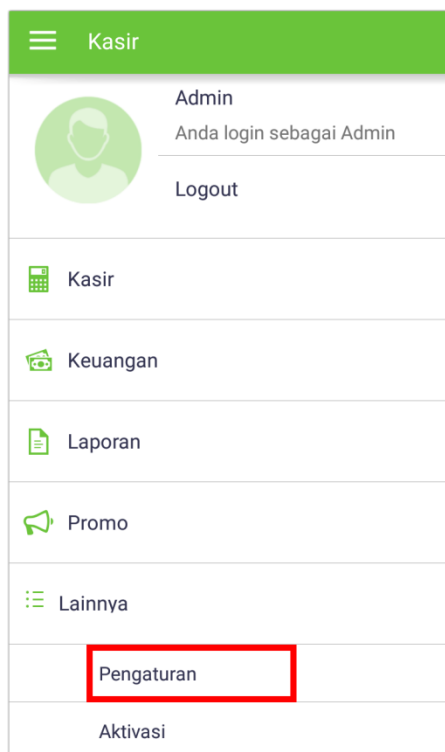 Kasir
Admin
Anda login sebagai Admin
Logout
Kasir
Keuangan
Laporan
Promo
Lainnya
Pengaturan
Aktivasi